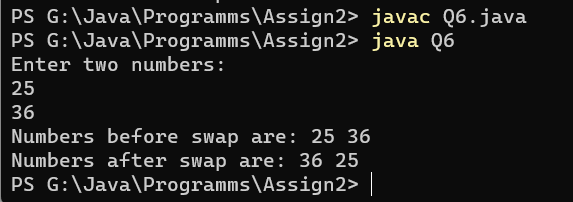 PS G:\Java\Programms\Assign2> javac Q6.java
PS G:\Java\Programms\Assign2> java Q6
Enter two numbers:
25
36
Numbers before swap are: 25 36
Numbers after swap are: 36 25
PS G:\Java\Programms\Assign2>